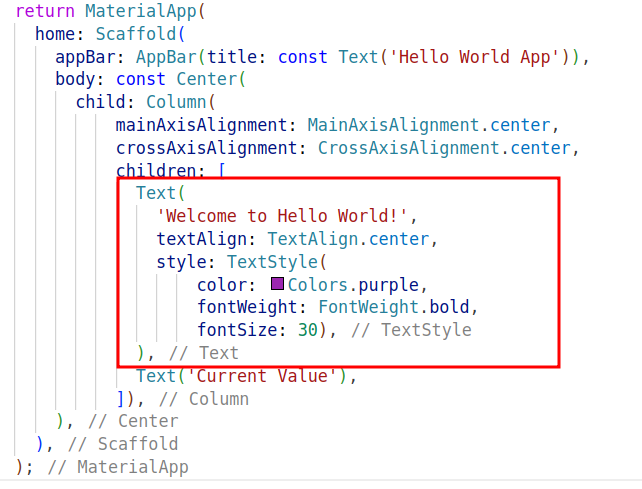 return MaterialApp(
home: Scaffold(
appBar: AppBar(title: const Text('Hello World App')),
body: const Center(
child: Column(
mainAxisAlignment: MainAxisAlignment.center,
crossAxisAlignment: CrossAxisAlignment.center,
children: [
Text(
'Welcome to Hello World!',
textAlign: TextAlign.center,
style: TextStyle(
color: Colors.purple,
fontWeight: FontWeight.bold,
fontSize: 30), // TextStyle
), // Text
Text('Current Value'),
]), // Column
), // Center
), // Scaffold
); // MaterialApp